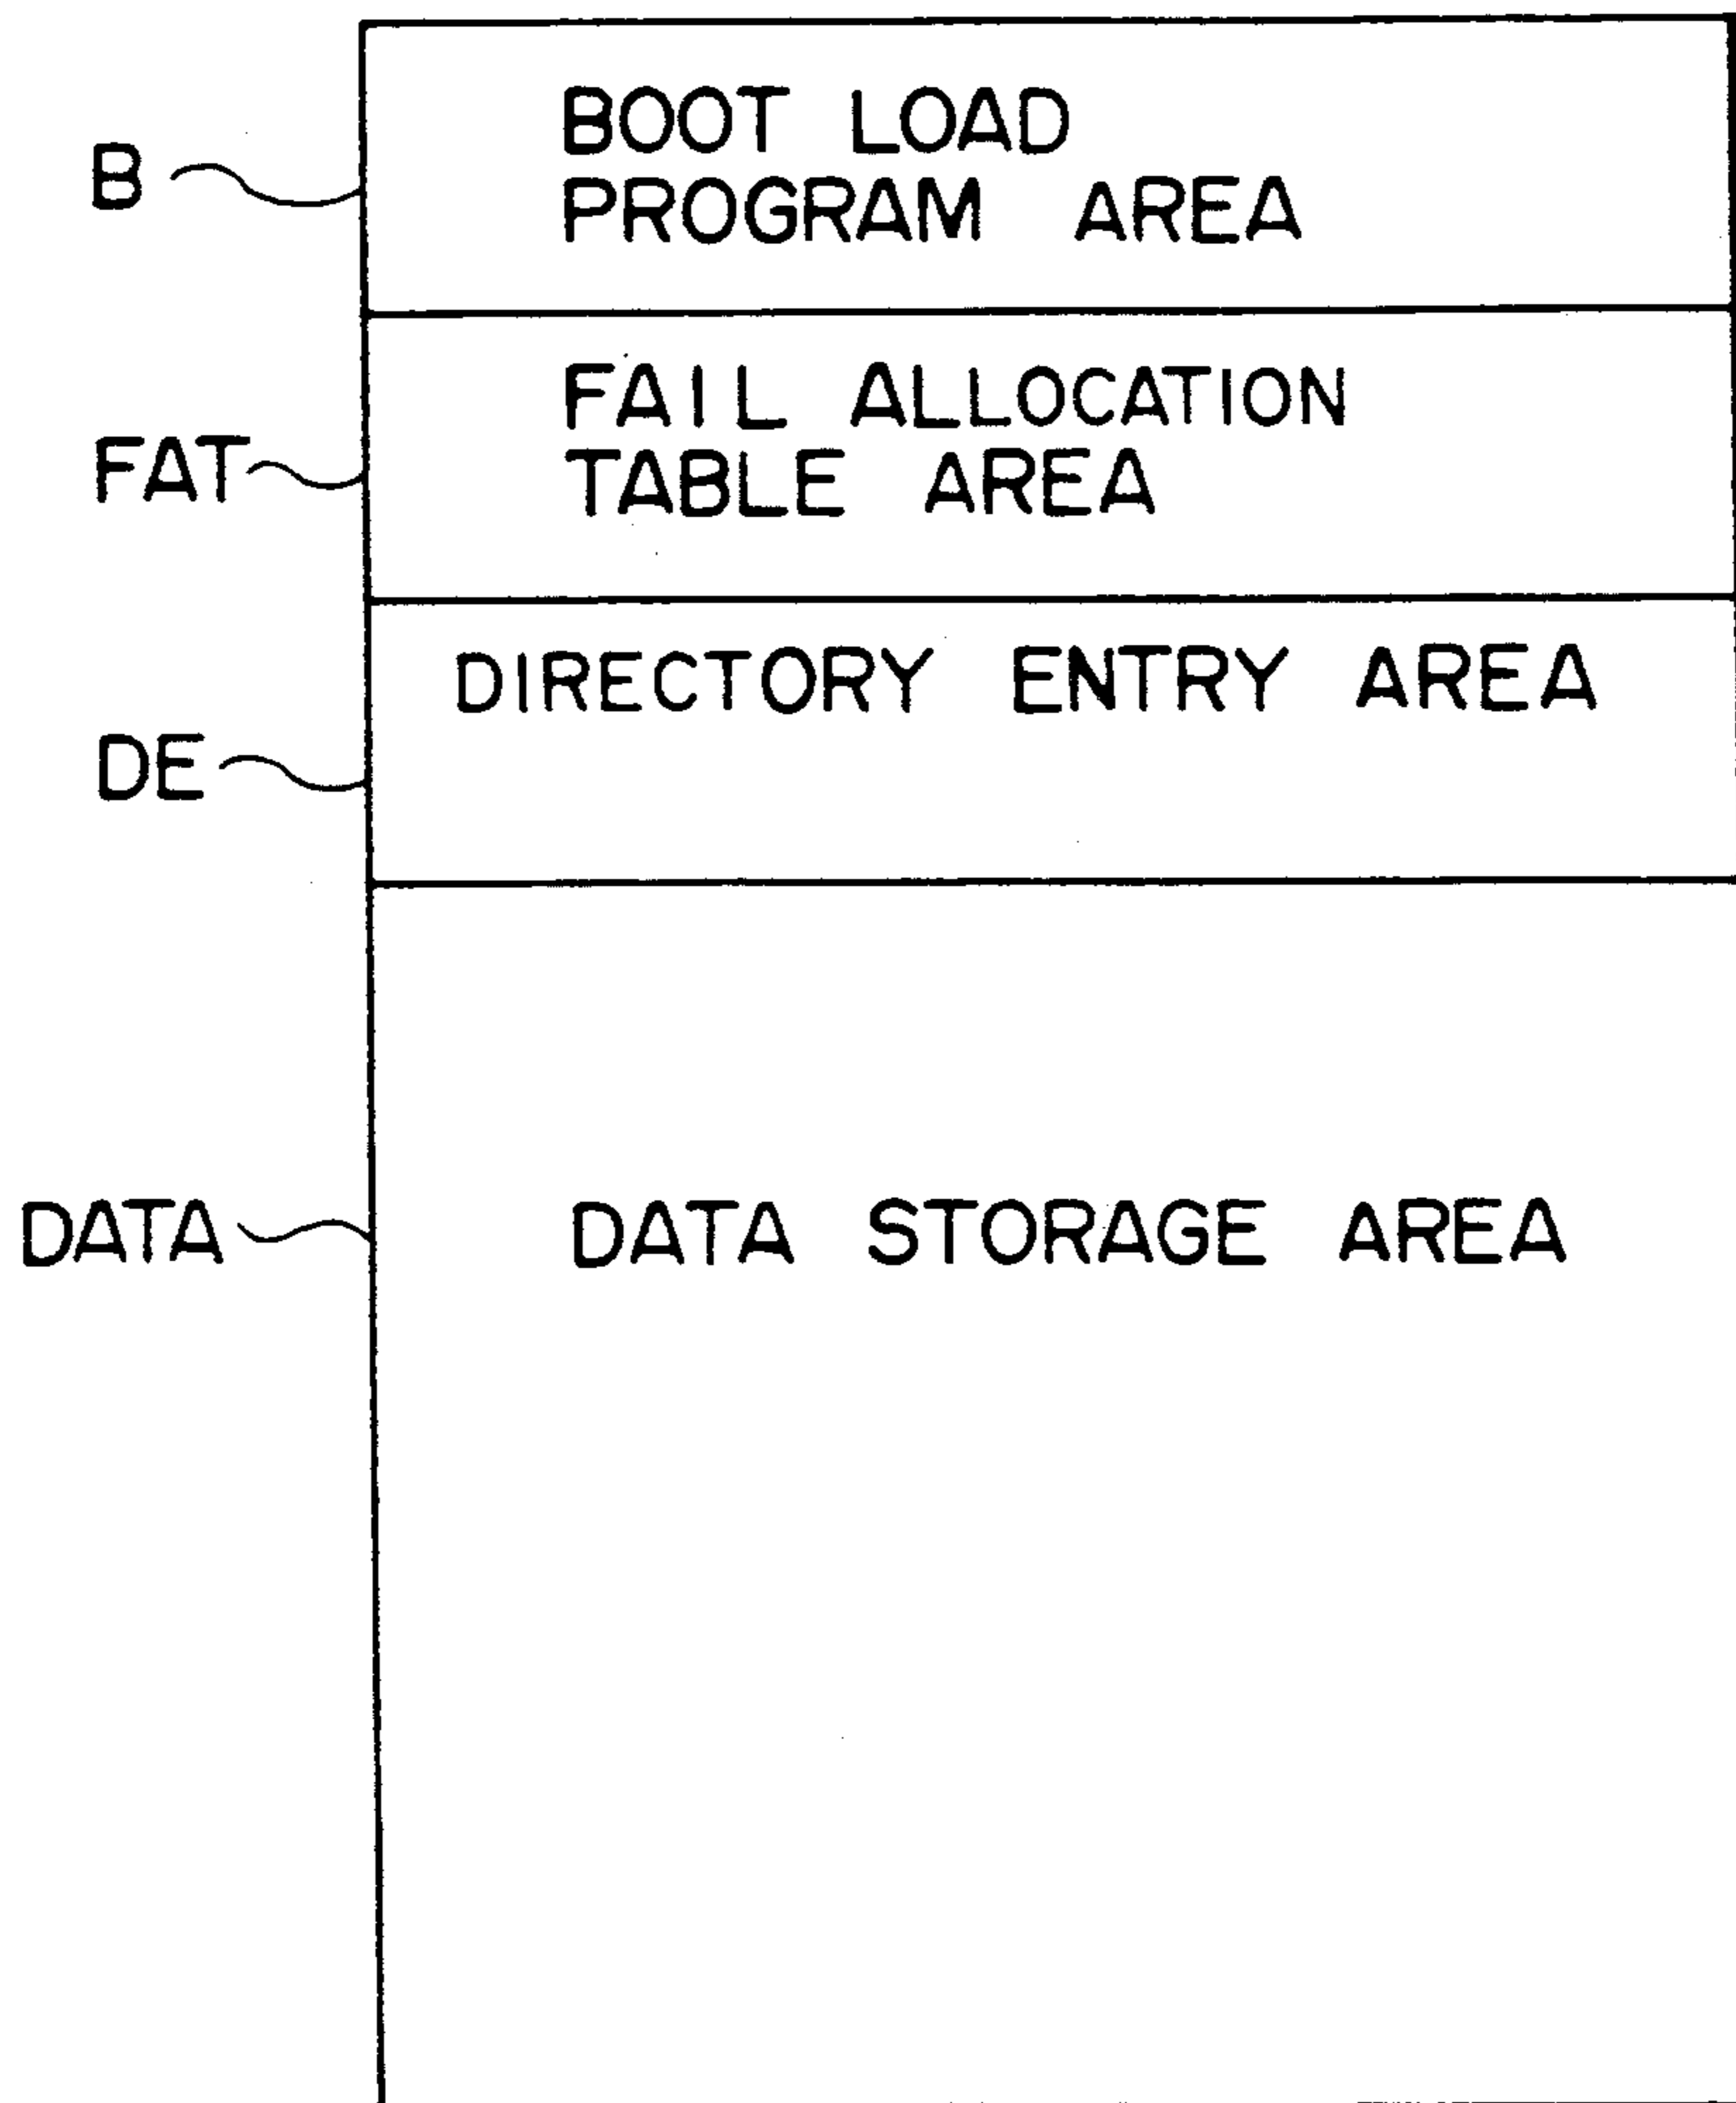 BOOT LOAD
B
PROGRAM AREA
FAIL ALLOCATION
FAT
TABLE AREA
DIRECTORY ENTRY AREA
DE
DATA
DATA STORAGE AREA